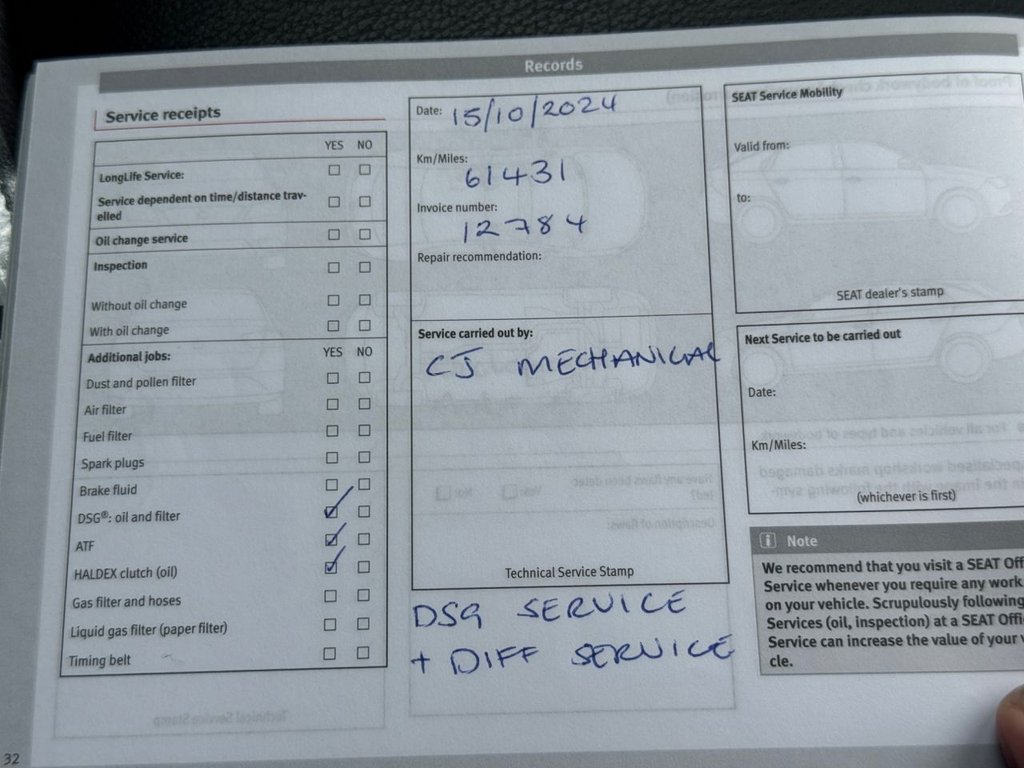 Records
Service receipts
YES NO
LongLife Service:
Service dependent on time/distance trav-
elled
Oil change service
Inspection
Without oil change
With oil change
Additional jobs: YES NO
Dust and pollen filter
Air filter
Fuel filter
Spark plugs
Brake fluid
DSG®: oil and filter
ATF
HALDEX clutch (oil)
Gas filter and hoses
Liquid gas filter (paper filter)
Timing belt
32
Date: 15/10/2024
Km/Miles:
61431
Invoice number:
12784
Repair recommendation:
Service carried out by:
CJ MECHANICAL
Technical Service Stamp
DSG SERVICE
+ DIFF SERVICE
SEAT Service Mobility
Valid from:
to:
SEAT dealer's stamp
Next Service to be carried out
Date:
Km/Miles:
(whichever is first)
i Note
We recommend that you visit a SEAT Offi
Service whenever you require any work
on your vehicle. Scrupulously following
Services (oil, inspection) at a SEAT Offi
Service can increase the value of your v
cle.